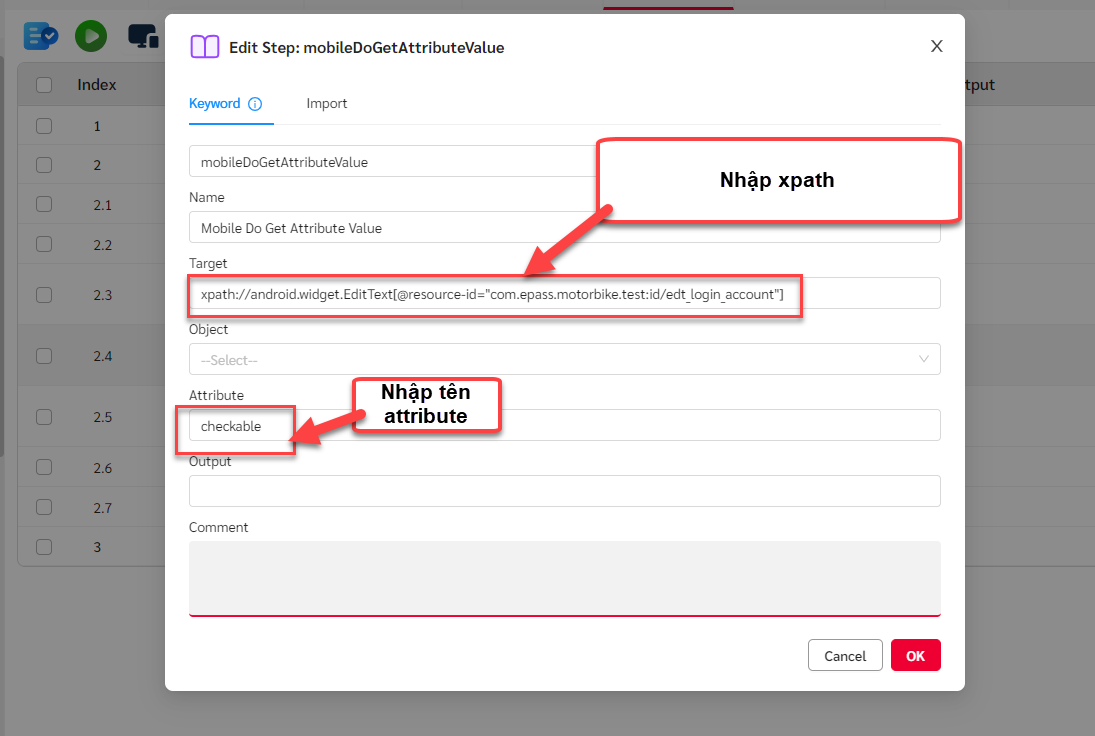 Edit Step: mobileDoGetAttributeValue
Index
tput
Keyword
Import
1
2
2.1
2.2
2.3
2.4
2.5
2.6
2.7
3
mobileDoGetAttributeValue
Nhập xpath
Name
Mobile Do Get Attribute Value
Target
xpath://android.widget.EditText[@resource-id="com.epass.motorbike.test:id/edt_login_account"]
Object
--Select--
Attribute
Nhập tên
attribute
checkable
Output
Comment
Cancel
OK